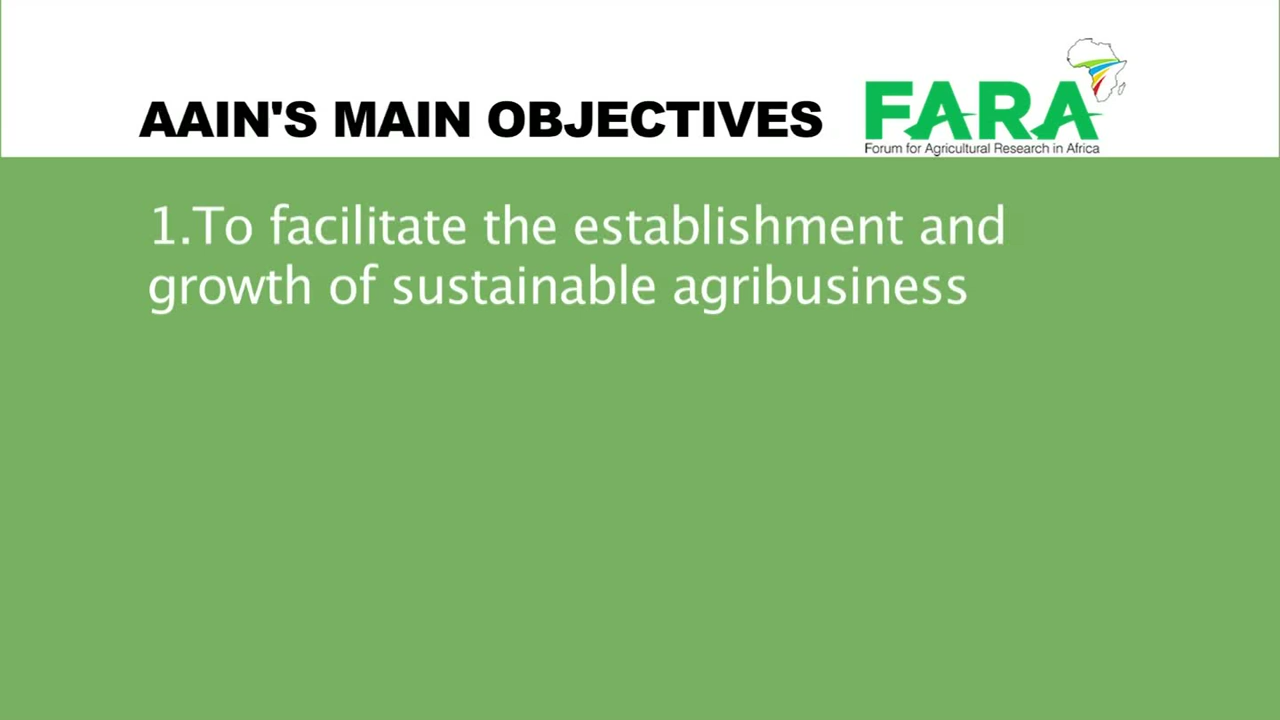 AAIN'S MAIN OBJECTIVES
FARA
Forum for Agricultural Research in Africa
1.To facilitate the establishment and
growth of sustainable agribusiness